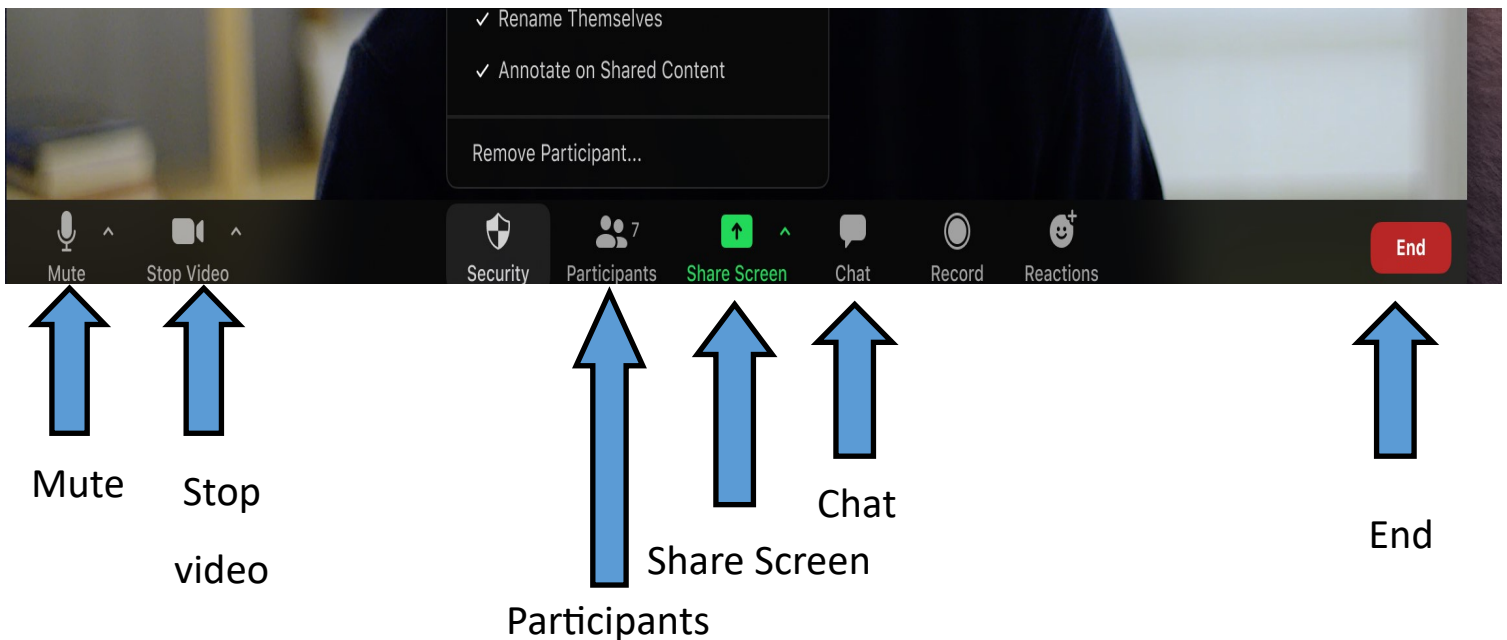 ✓ Rename Themselves
✓ Annotate on Shared Content
Remove Participant...
7
Mute
Stop Video
Security
Participants
Share Screen
Chat
Record
Reactions
End
Mute
Stop
video
Participants
Share Screen
Chat
End